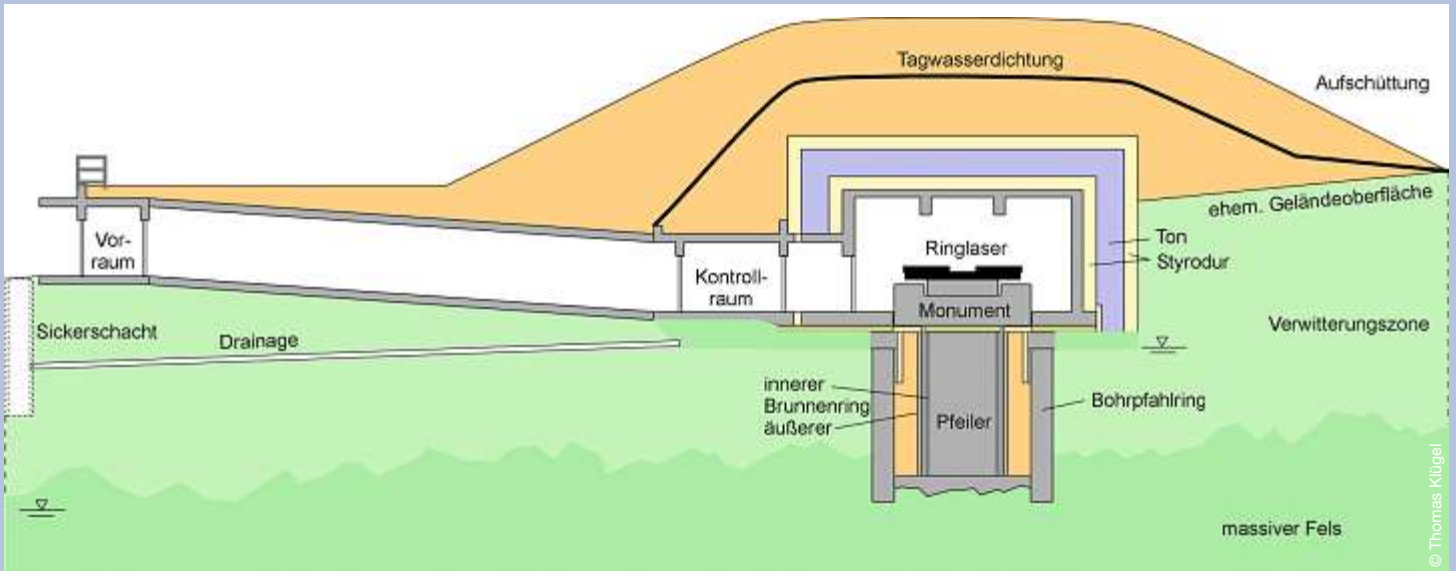 Tagwasserdichtung
Aufschüttung
ehem. Geländeoberfläche
Vor-
raum
Ton
Styrodur
Ringlaser
Kontroll-
raum
Monument
Sickerschacht
Drainage
Verwitterungszone
innerer
Brunnenring
äußerer
Pfeiler
Bohrpfahlring
massiver Fels
© Thomas Klügel